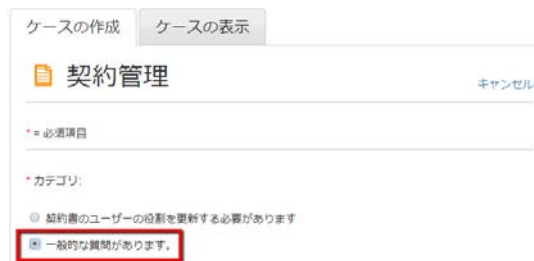 ケースの作成 ケースの表示
契約管理
キャンセル
* = 必須項目
* カテゴリ:
契約書のユーザーの役割を更新する必要があります
一般的な質問があります。